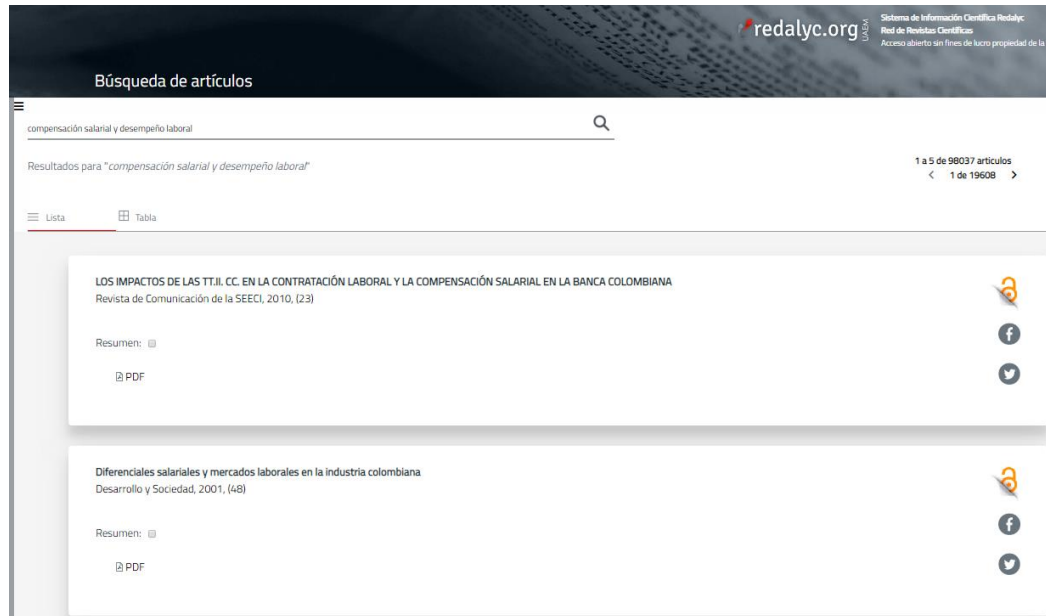 redalyc.org
UAEM
Sistema de Información Científica Redalyc
Red de Revistas Científicas
Acceso abierto sin fines de lucro propiedad de la
Búsqueda de artículos
compensación salarial y desempeño laboral
Resultados para "compensación salarial y desempeño laboral"
1 a 5 de 98037 articulos
< 1 de 19608 >
Lista
Tabla
LOS IMPACTOS DE LAS TT.II. CC. EN LA CONTRATACIÓN LABORAL Y LA COMPENSACIÓN SALARIAL EN LA BANCA COLOMBIANA
Revista de Comunicación de la SEECI, 2010, (23)
Resumen:
PDF
Diferenciales salariales y mercados laborales en la industria colombiana
Desarrollo y Sociedad, 2001, (48)
Resumen:
PDF